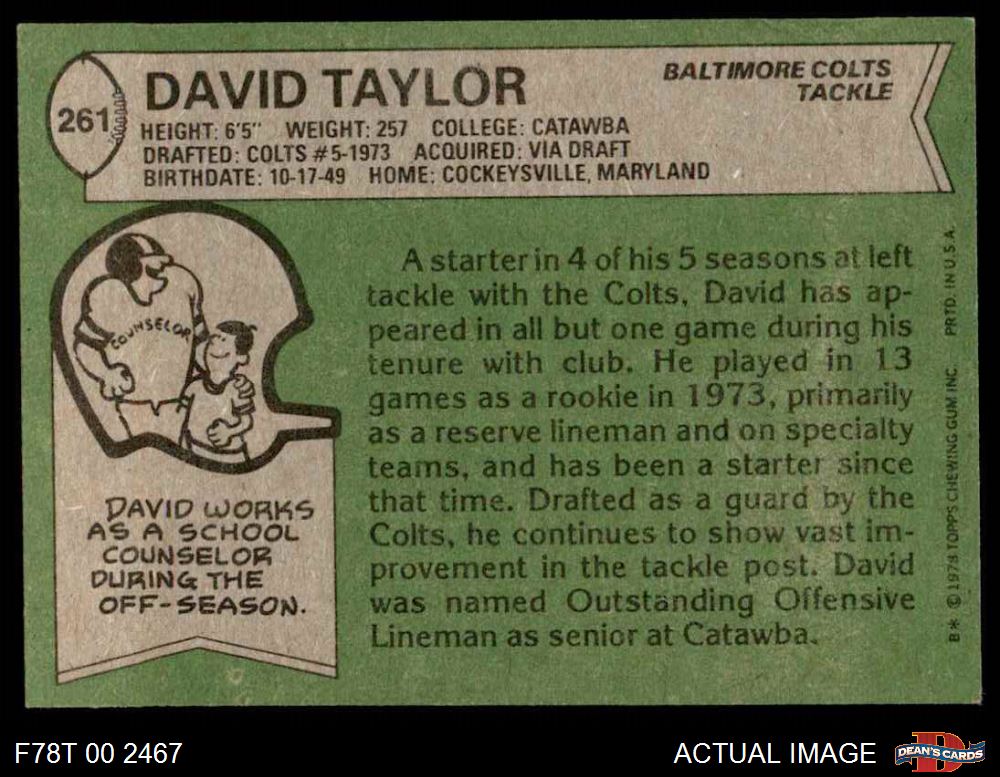 261
DAVID TAYLOR
BALTIMORE COLTS
TACKLE
HEIGHT: 6'5" WEIGHT: 257 COLLEGE: CATAWBA
DRAFTED: COLTS #5-1973 ACQUIRED: VIA DRAFT
BIRTHDATE: 10-17-49 HOME: COCKEYSVILLE, MARYLAND
COUNSELOR
DAVID WORKS
AS A SCHOOL
COUNSELOR
DURING THE
OFF-SEASON.
A starter in 4 of his 5 seasons at left
tackle with the Colts, David has ap-
peared in all but one game during his
tenure with club. He played in 13
games as a rookie in 1973, primarily
as a reserve lineman and on specialty
teams, and has been a starter since
that time. Drafted as a guard by the
Colts, he continues to show vast im-
provement in the tackle post. David
was named Outstanding Offensive
Lineman as senior at Catawba.
B* © 1978 TOPPS CHEWING GUM INC. PRTD. IN U.S.A.
F78T 00 2467
ACTUAL IMAGE
D
DEAN'S CARDS